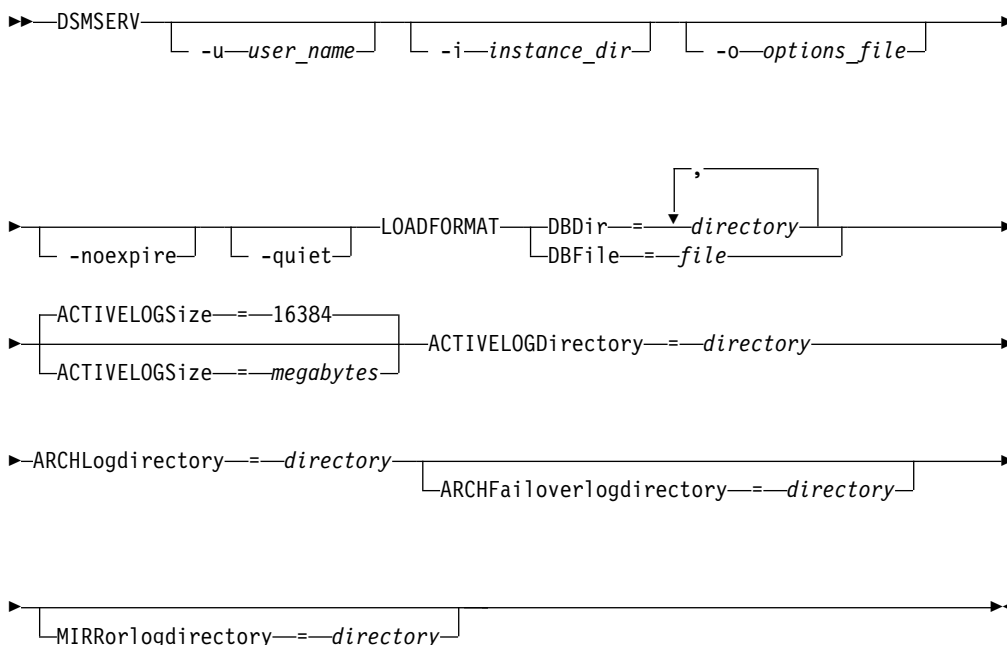 DSMSERV
-u user_name -i instance_dir -o options_file
,
LOADFORMAT DBDir = directory
-noexpire -quiet DBFile = file
ACTIVELOGSize = 16384
ACTIVELOGDirectory = directory
ACTIVELOGSize = megabytes
ARCHLogdirectory = directory
ARCHFailoverlogdirectory = directory
MIRRorlogdirectory = directory